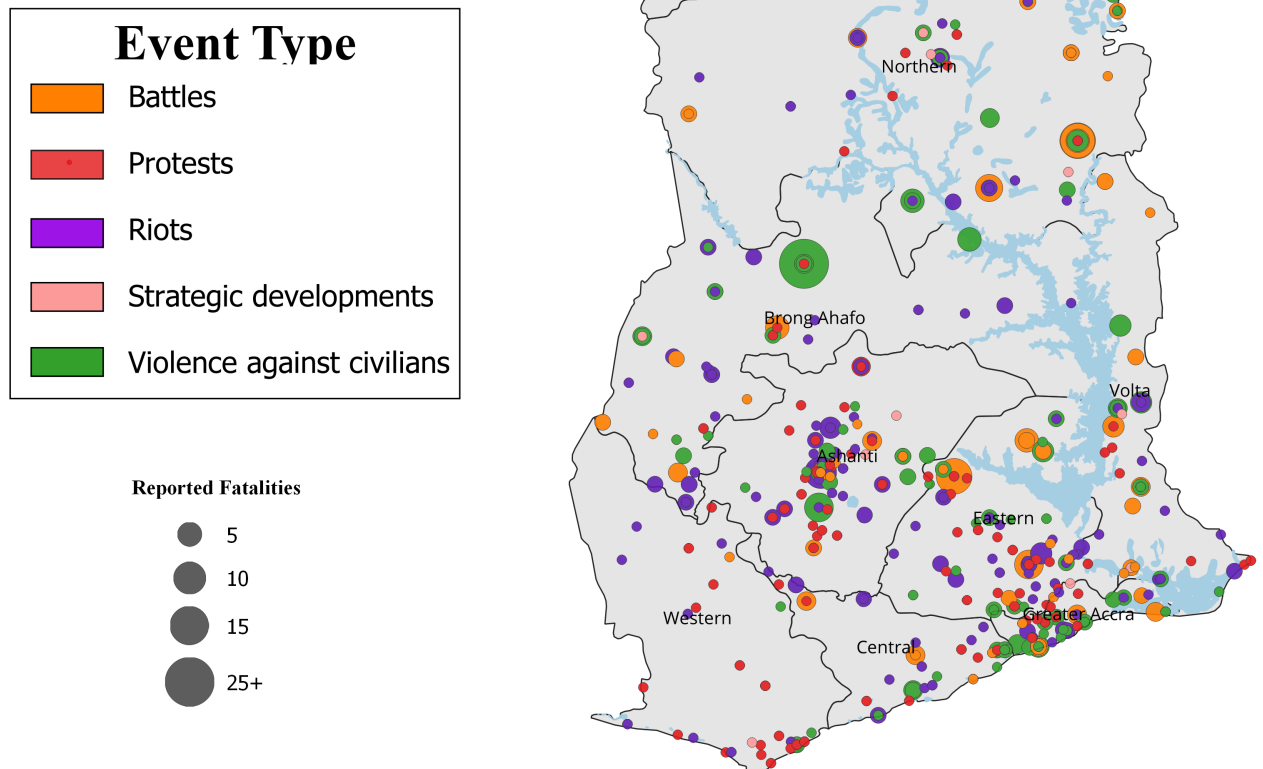 Event Type
Battles
Protests
Riots
Strategic developments
Violence against civilians
Reported Fatalities
5
10
15
25+
Northern
Brong Ahafo
Volta
Ashanti
Eastern
Western
Greater Accra
Central